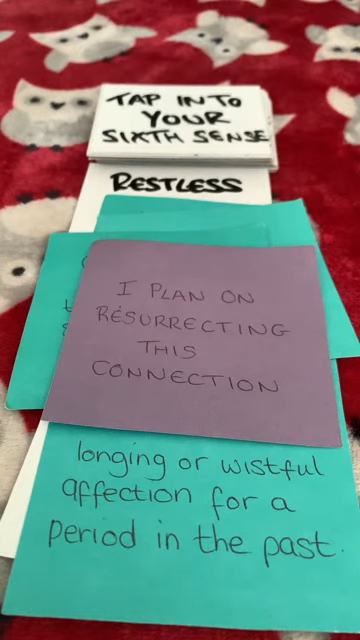 TAP INTO
YOUR
SIXTH SENSE
RESTLESS
I PLAN ON
RESURRECTING
THIS
CONNECTION
longing or wistful
affection for a
period in the past.